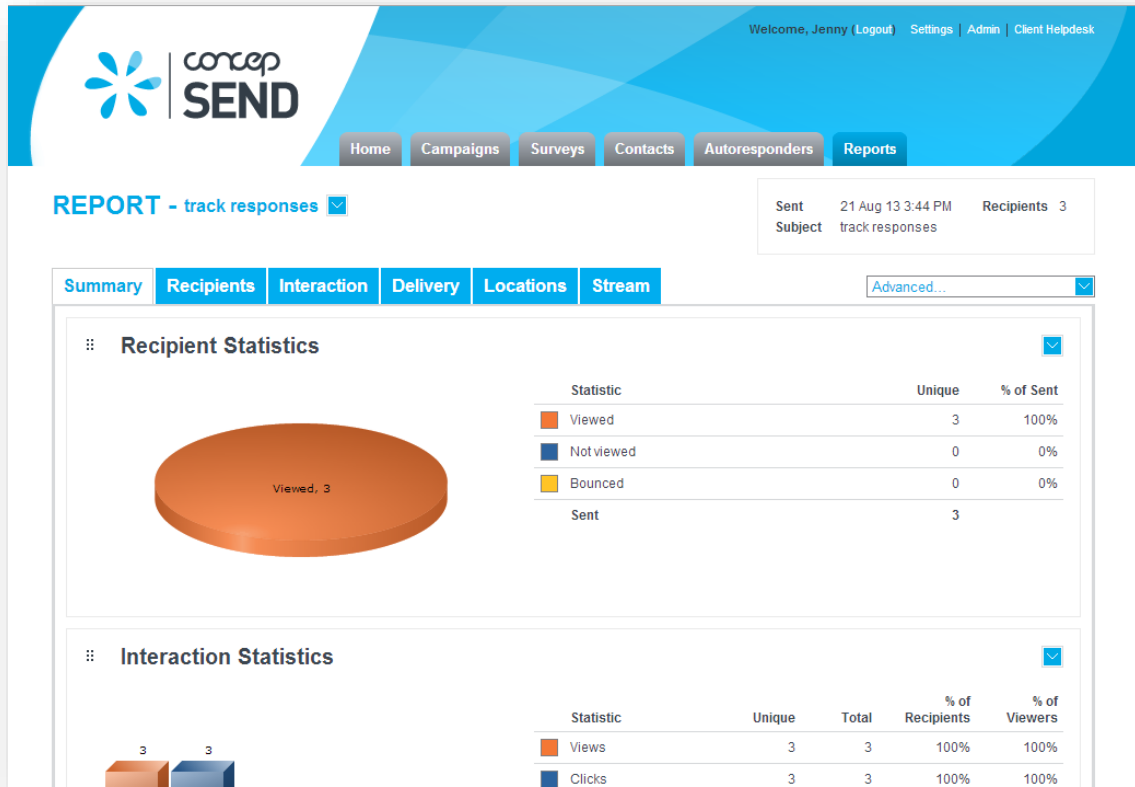 Welcome, Jenny (Logout) Settings | Admin | Client Helpdesk
concep
SEND
Home Campaigns Surveys Contacts Autoresponders Reports
REPORT - track responses
Sent 21 Aug 13 3:44 PM Recipients 3
Subject track responses
Summary Recipients Interaction Delivery Locations Stream
Advanced...
Recipient Statistics
Statistic Unique % of Sent
Viewed 3 100%
Not viewed 0 0%
Bounced 0 0%
Sent 3
Viewed, 3
Interaction Statistics
Statistic Unique Total % of Recipients % of Viewers
Views 3 3 100% 100%
Clicks 3 3 100% 100%
3 3